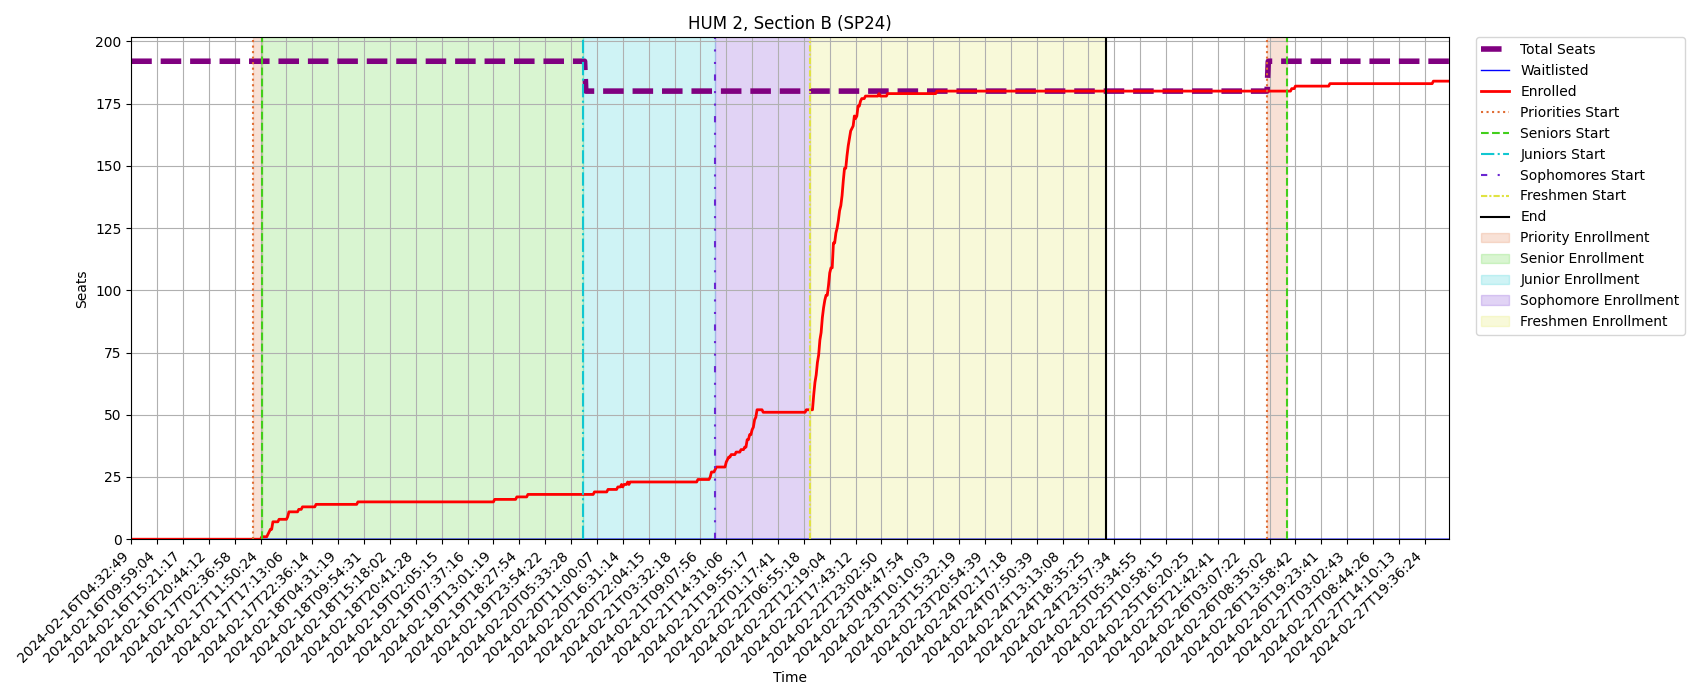 HUM 2, Section B (SP24)
200
175
150
125
100
75
50
25
0
Seats
2024-02-16T04:32:49
2024-02-16T09:59:04
2024-02-16T15:21:17
2024-02-16T20:44:12
2024-02-17T02:36:58
2024-02-17T11:50:24
2024-02-17T17:13:06
2024-02-17T22:36:14
2024-02-18T04:31:19
2024-02-18T09:54:31
2024-02-18T15:18:02
2024-02-18T20:41:28
2024-02-19T02:05:15
2024-02-19T07:37:16
2024-02-19T13:01:19
2024-02-19T18:27:54
2024-02-19T23:54:22
2024-02-20T05:33:28
2024-02-20T11:00:07
2024-02-20T16:31:14
2024-02-20T22:04:15
2024-02-21T03:32:18
2024-02-21T09:07:56
2024-02-21T14:31:06
2024-02-21T19:55:17
2024-02-22T01:17:41
2024-02-22T06:55:18
2024-02-22T12:19:04
2024-02-22T17:43:12
2024-02-22T23:02:50
2024-02-23T04:47:54
2024-02-23T10:10:03
2024-02-23T15:32:19
2024-02-23T20:54:39
2024-02-24T02:17:18
2024-02-24T07:50:39
2024-02-24T13:13:08
2024-02-24T18:35:25
2024-02-24T23:57:34
2024-02-25T05:34:55
2024-02-25T10:58:15
2024-02-25T16:20:25
2024-02-25T21:42:41
2024-02-26T03:07:22
2024-02-26T08:35:02
2024-02-26T13:58:42
2024-02-26T19:23:41
2024-02-27T03:02:43
2024-02-27T08:44:26
2024-02-27T14:10:13
2024-02-27T19:36:24
Time
Total Seats
Waitlisted
Enrolled
Priorities Start
Seniors Start
Juniors Start
Sophomores Start
Freshmen Start
End
Priority Enrollment
Senior Enrollment
Junior Enrollment
Sophomore Enrollment
Freshmen Enrollment